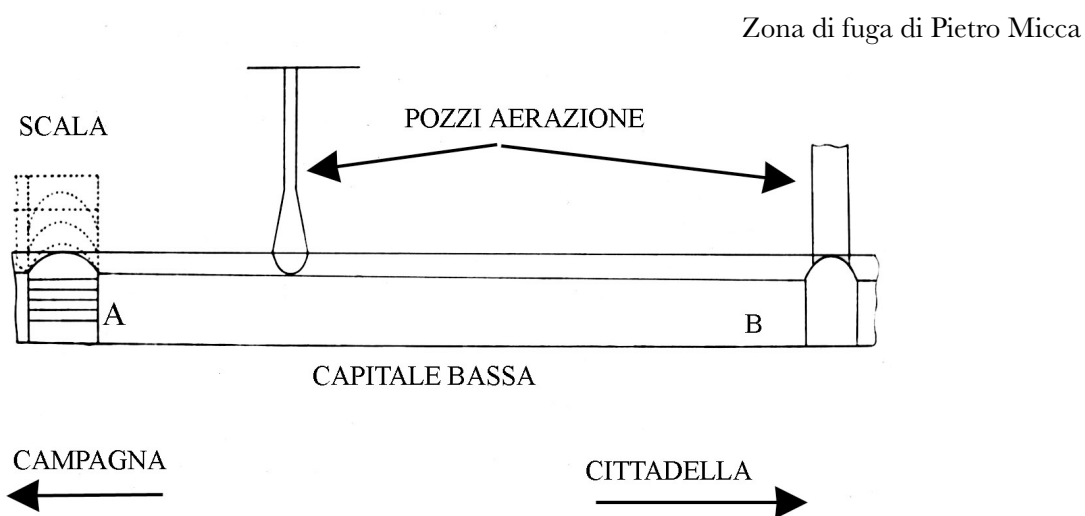 Zona di fuga di Pietro Micca
POZZI AERAZIONE
SCALA
A
B
CAPITALE BASSA
CAMPAGNA
CITTADELLA